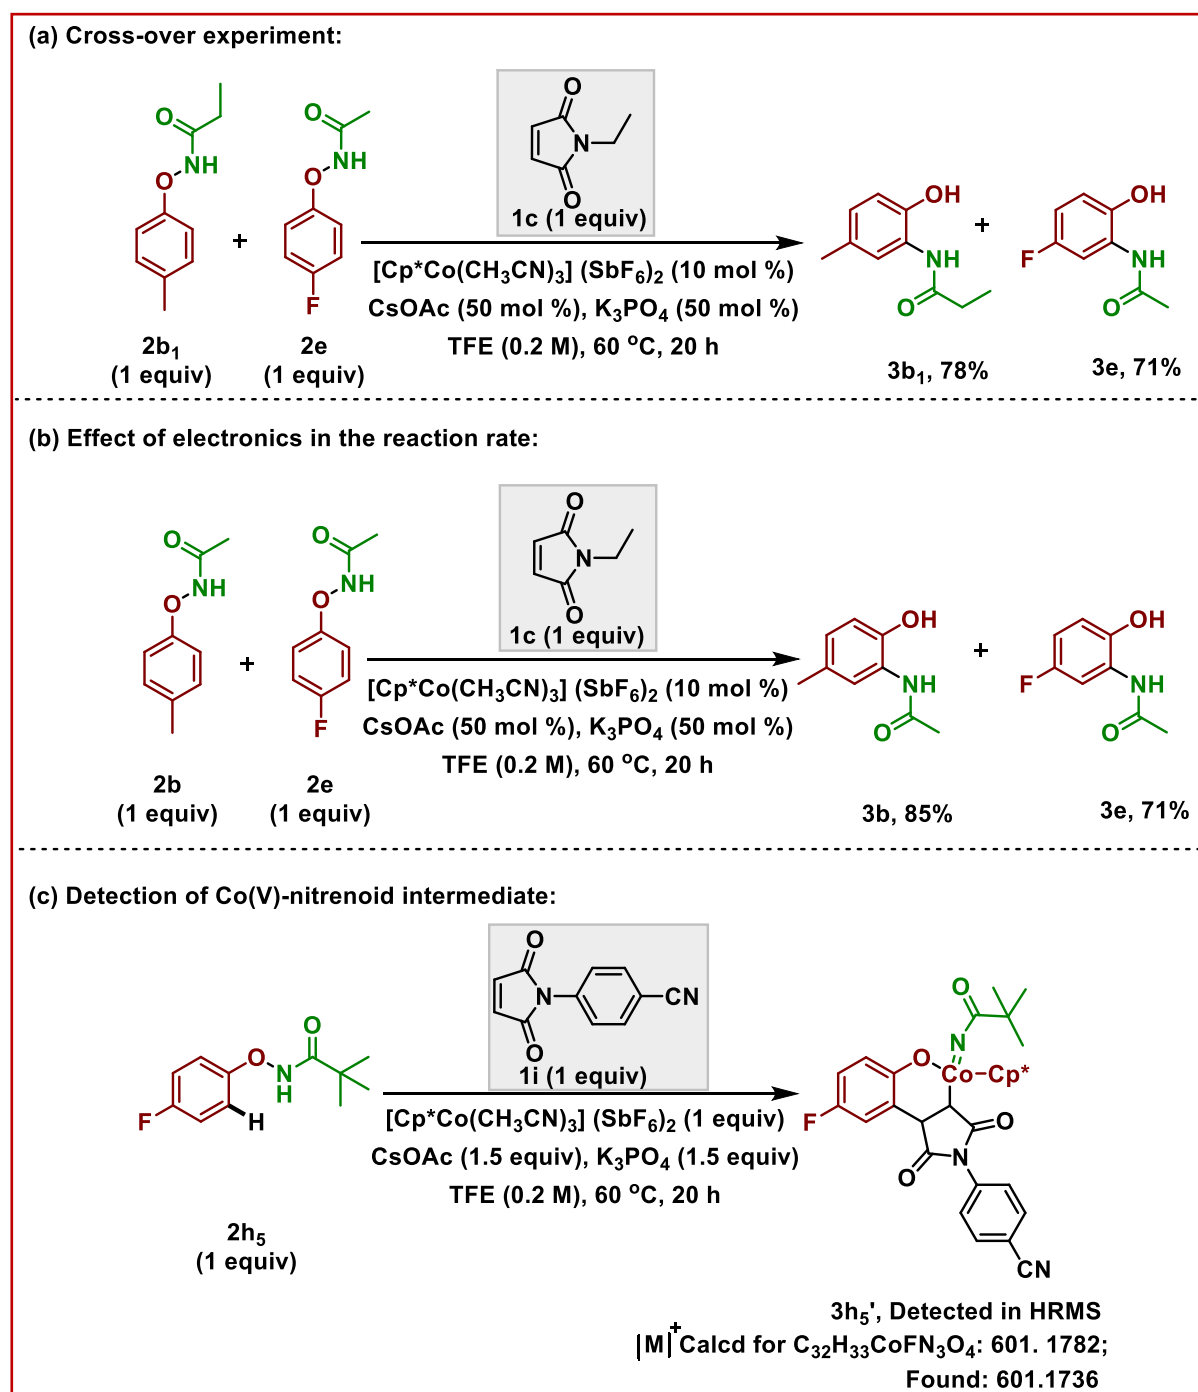 (a) Cross-over experiment:
O
NH
O
2b₁
(1 equiv)
+
O
NH
O
F
2e
(1 equiv)
O
N
O
1c (1 equiv)
[Cp*Co(CH₃CN)₃] (SbF₆)₂ (10 mol %)
CsOAc (50 mol %), K₃PO₄ (50 mol %)
TFE (0.2 M), 60 ºC, 20 h
OH
NH
O
3b₁, 78%
+
OH
F
NH
O
3e, 71%
(b) Effect of electronics in the reaction rate:
O
NH
O
2b
(1 equiv)
+
O
NH
O
F
2e
(1 equiv)
O
N
O
1c (1 equiv)
[Cp*Co(CH₃CN)₃] (SbF₆)₂ (10 mol %)
CsOAc (50 mol %), K₃PO₄ (50 mol %)
TFE (0.2 M), 60 ºC, 20 h
OH
NH
O
3b, 85%
+
OH
F
NH
O
3e, 71%
(c) Detection of Co(V)-nitrenoid intermediate:
O
O
N
H
F
H
2h₅
(1 equiv)
O
N
CN
O
1i (1 equiv)
[Cp*Co(CH₃CN)₃] (SbF₆)₂ (1 equiv)
CsOAc (1.5 equiv), K₃PO₄ (1.5 equiv)
TFE (0.2 M), 60 ºC, 20 h
O
N
O
Co-Cp*
F
O
O
N
CN
3h₅', Detected in HRMS
[M]⁺Calcd for C₃₂H₃₃CoFN₃O₄: 601. 1782;
Found: 601.1736